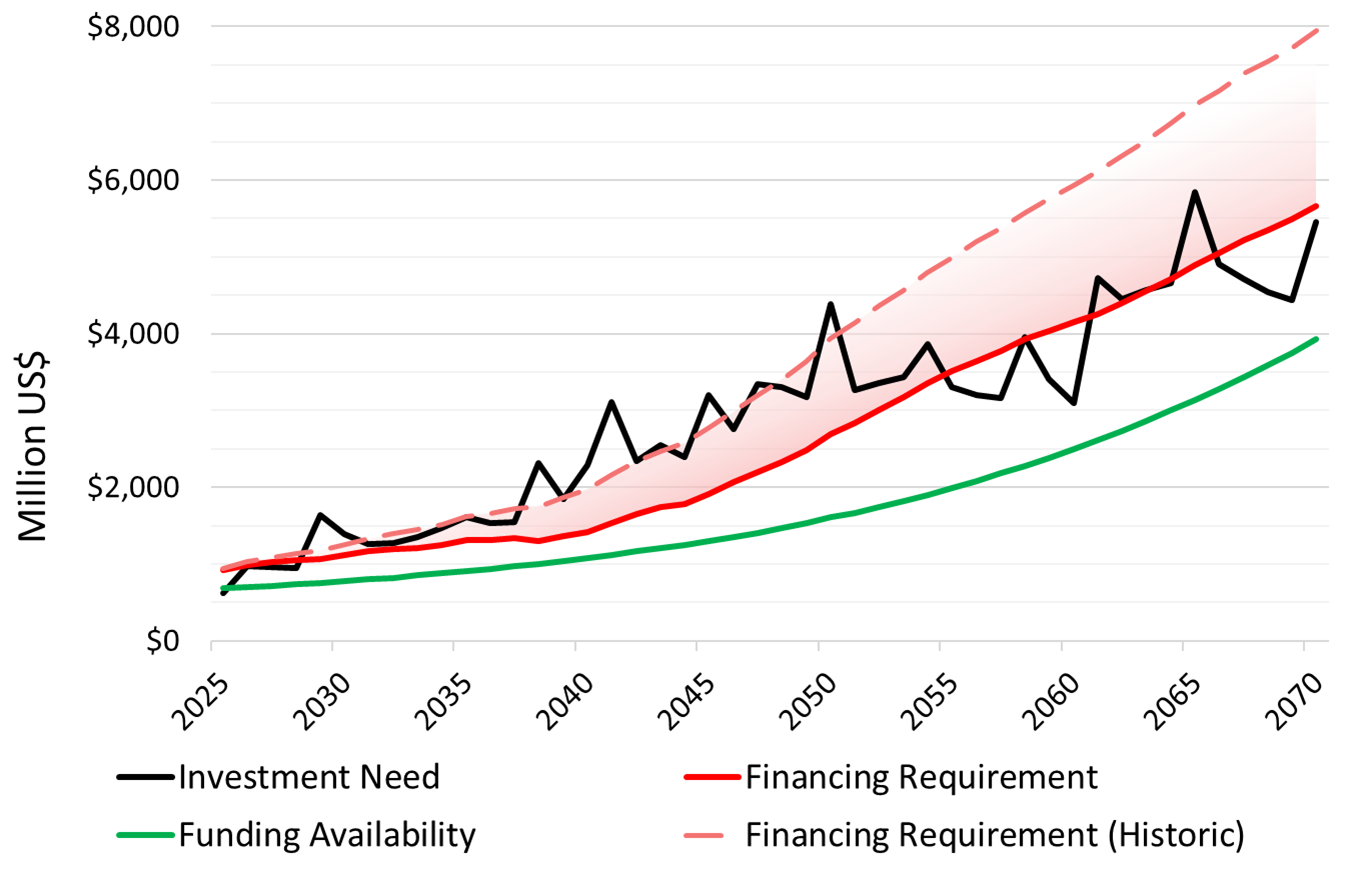 $8,000
$6,000
$4,000
$2,000
$0
Million US$
2025 2030 2035 2040 2045 2050 2055 2060 2065 2070
Investment Need Financing Requirement
Funding Availability Financing Requirement (Historic)